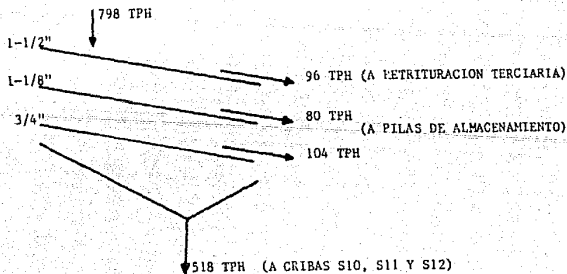 798 TPH
1-1/2"
96 TPH (A RETRITURACION TERCIARIA)
1-1/8"
80 TPH
(A PILAS DE ALMACENAMIENTO)
3/4"
104 TPH
518 TPH (A CRIBAS S10, S11 Y S12)